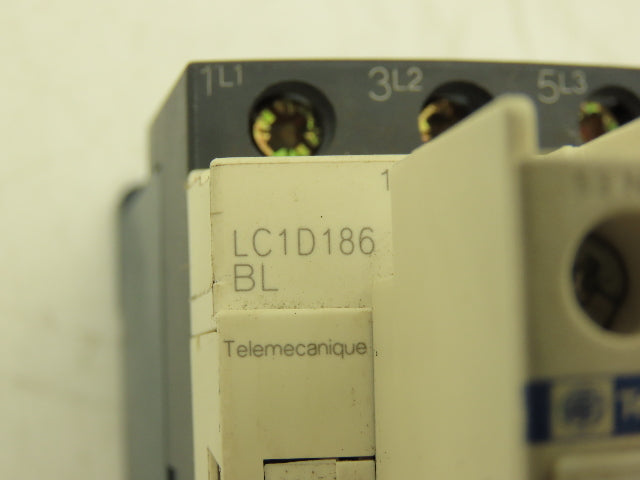 1L1 3L2 5L3
1
LC1D186
BL
Telemecanique